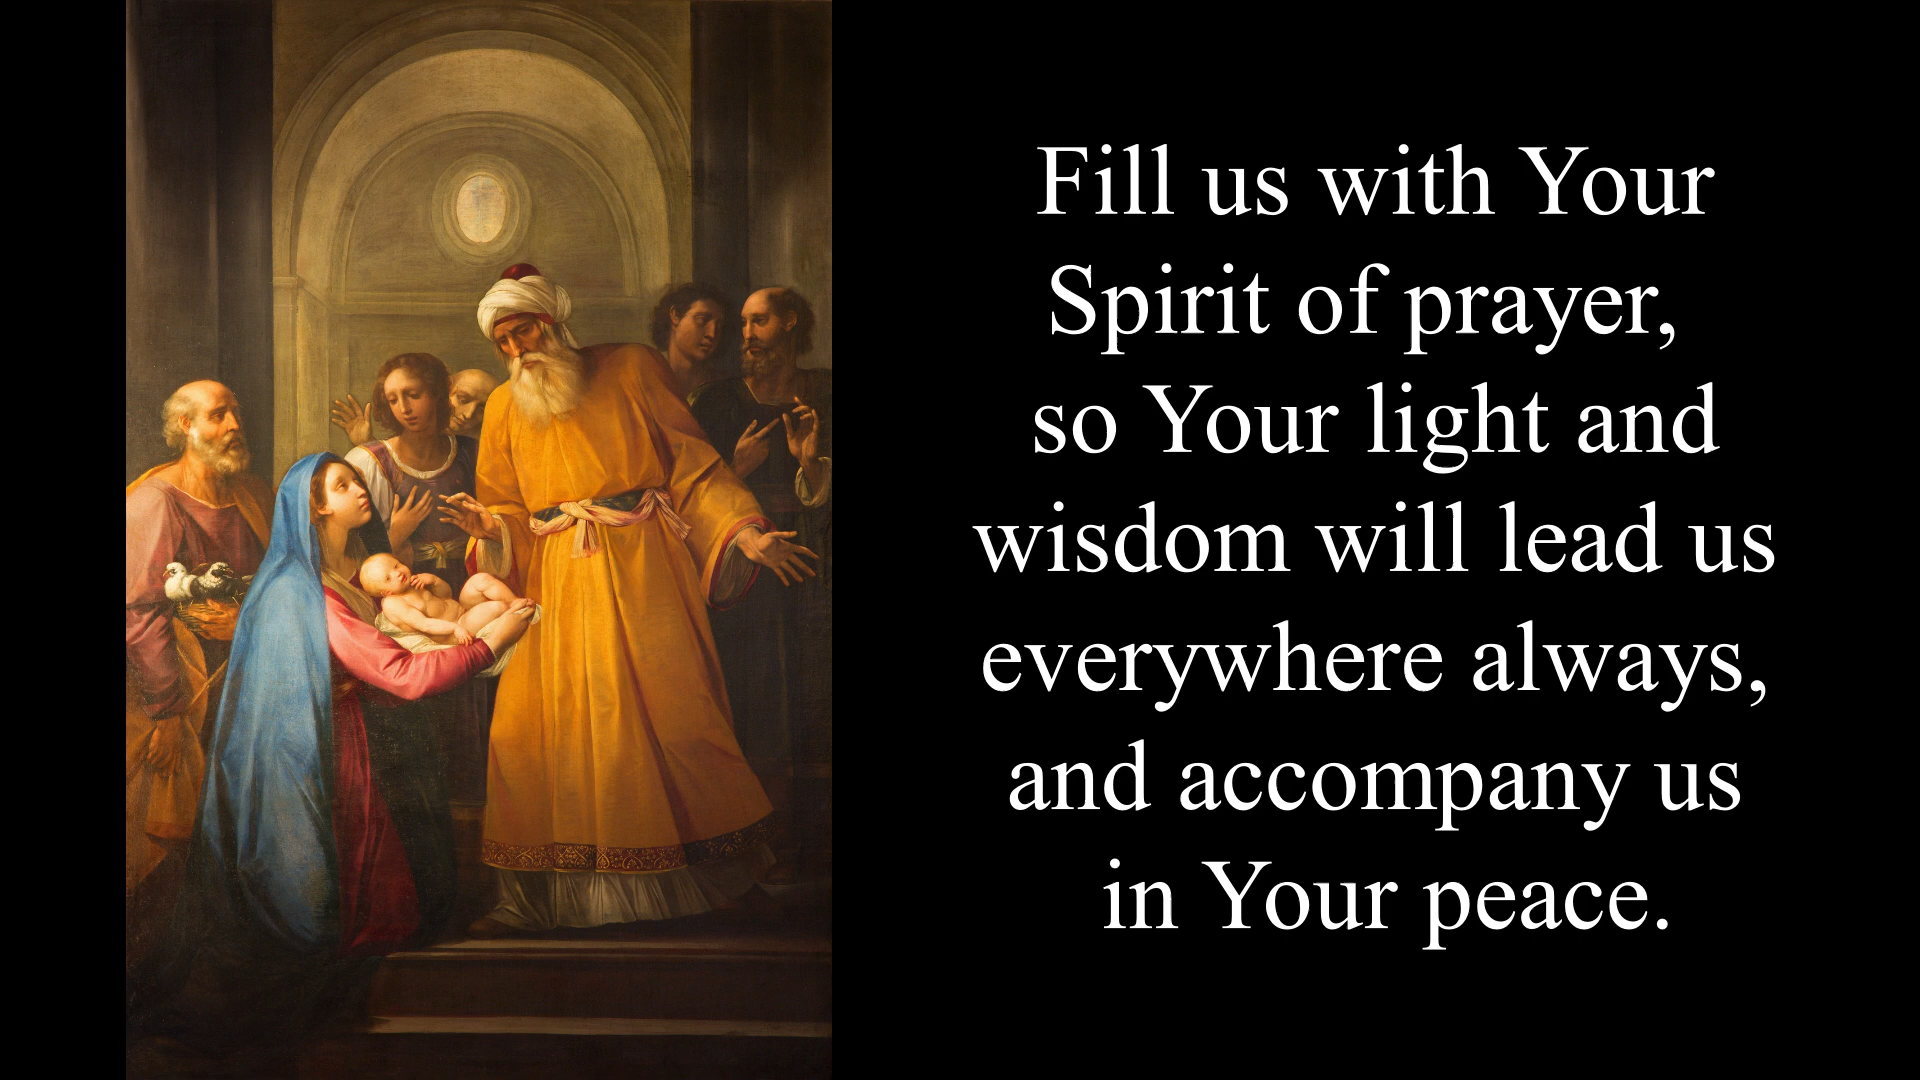 Fill us with Your
Spirit of prayer,
so Your light and
wisdom will lead us
everywhere always,
and accompany us
in Your peace.